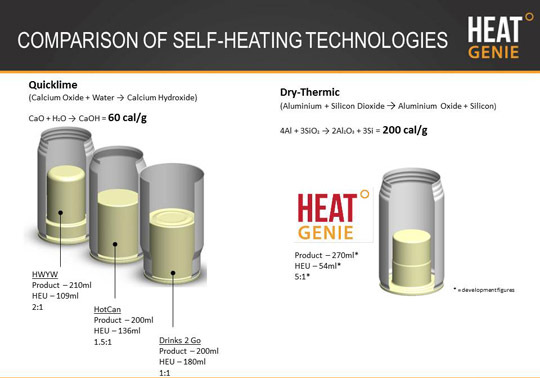 COMPARISON OF SELF-HEATING TECHNOLOGIES
HEAT
GENIE
Quicklime
(Calcium Oxide + Water → Calcium Hydroxide)
CaO + H₂O → CaOH = 60 cal/g
HWYW
Product – 210ml
HEU – 109ml
2:1
HotCan
Product – 200ml
HEU – 136ml
1.5:1
Drinks 2 Go
Product – 200ml
HEU – 180ml
1:1
Dry-Thermic
(Aluminium + Silicon Dioxide → Aluminium Oxide + Silicon)
4Al + 3SiO₂ → 2Al₂O₃ + 3Si = 200 cal/g
HEAT
GENIE
Product – 270ml*
HEU – 54ml*
5:1*
* = development figures